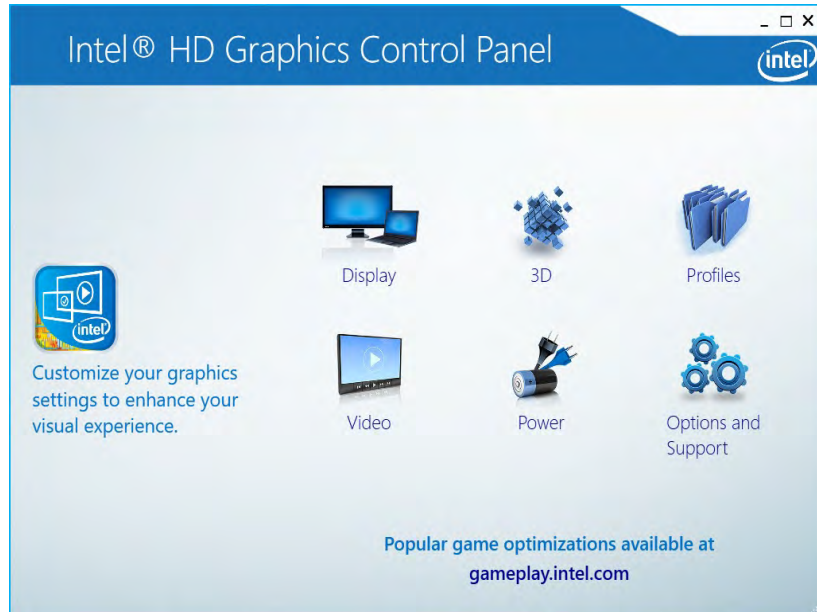 Intel® HD Graphics Control Panel
intel
Display
3D
Profiles
intel
Customize your graphics
settings to enhance your
visual experience.
Video
Power
Options and
Support
Popular game optimizations available at
gameplay.intel.com